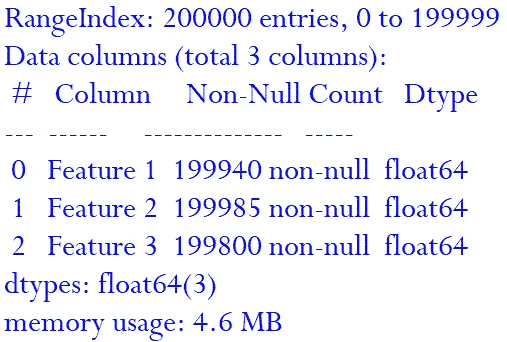 RangeIndex: 200000 entries, 0 to 199999
Data columns (total 3 columns):
# Column Non-Null Count Dtype
--- ------ -------------- -----
0 Feature 1 199940 non-null float64
1 Feature 2 199985 non-null float64
2 Feature 3 199800 non-null float64
dtypes: float64(3)
memory usage: 4.6 MB